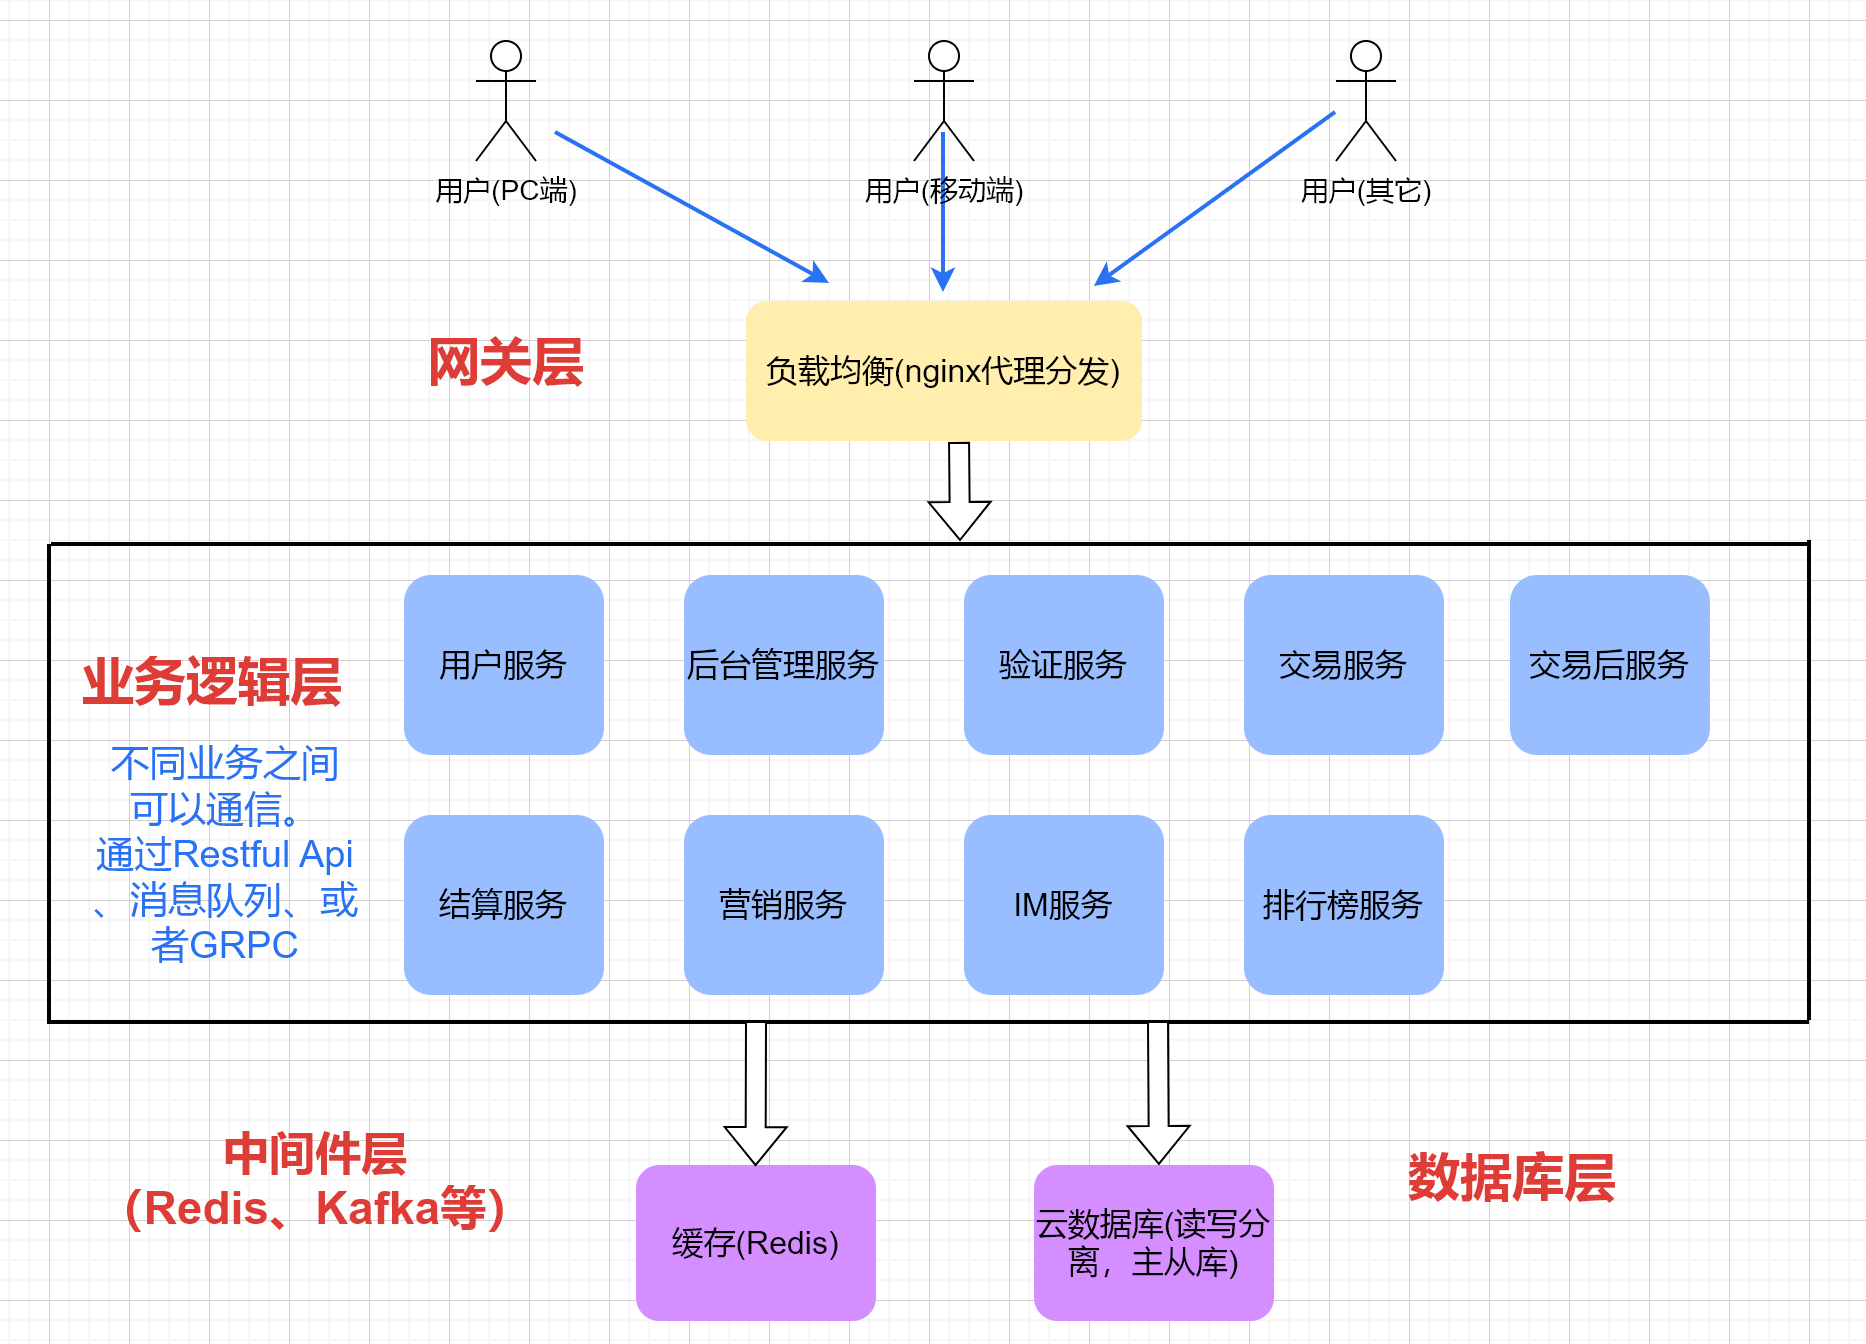 用户(PC端)
用户(移动端)
用户(其它)
网关层
负载均衡(nginx代理分发)
用户服务
后台管理服务
验证服务
交易服务
交易后服务
业务逻辑层
不同业务之间
可以通信。
通过Restful Api
、消息队列、或
者GRPC
结算服务
营销服务
IM服务
排行榜服务
中间件层
（Redis、Kafka等）
数据库层
缓存(Redis)
云数据库(读写分
离，主从库)